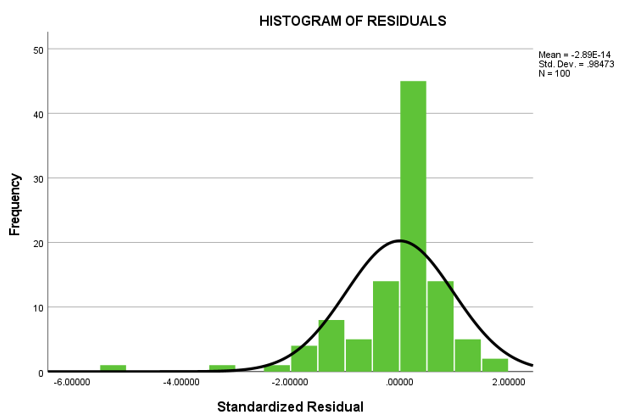 HISTOGRAM OF RESIDUALS
Mean = -2.89E-14
Std. Dev. = .98473
N = 100
50
40
30
20
10
0
Frequency
-6.00000 -4.00000 -2.00000 .00000 2.00000
Standardized Residual